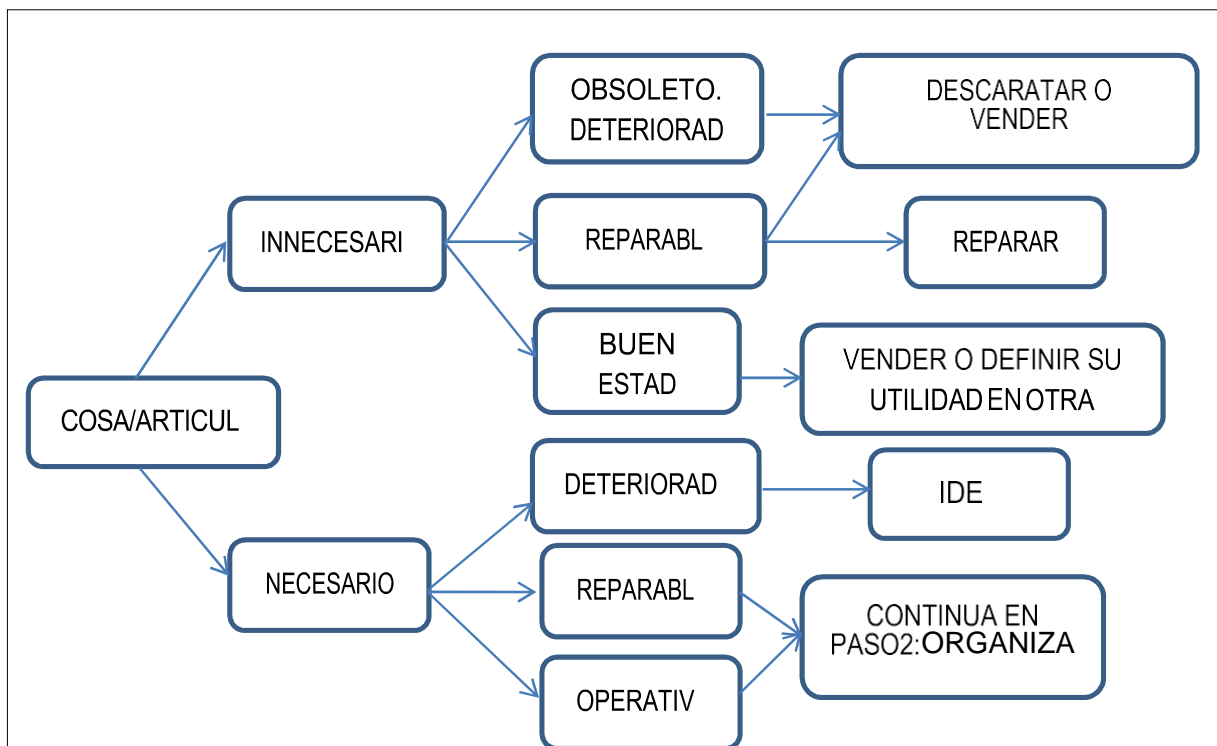 OBSOLETO.
DETERIORAD
DESCARATAR O
VENDER
INNECESARI
REPARABL
REPARAR
BUEN
ESTAD
VENDER O DEFINIR SU
UTILIDAD EN OTRA
COSA/ARTICUL
DETERIORAD
IDE
NECESARIO
REPARABL
CONTINUA EN
PASO2:ORGANIZA
OPERATIV